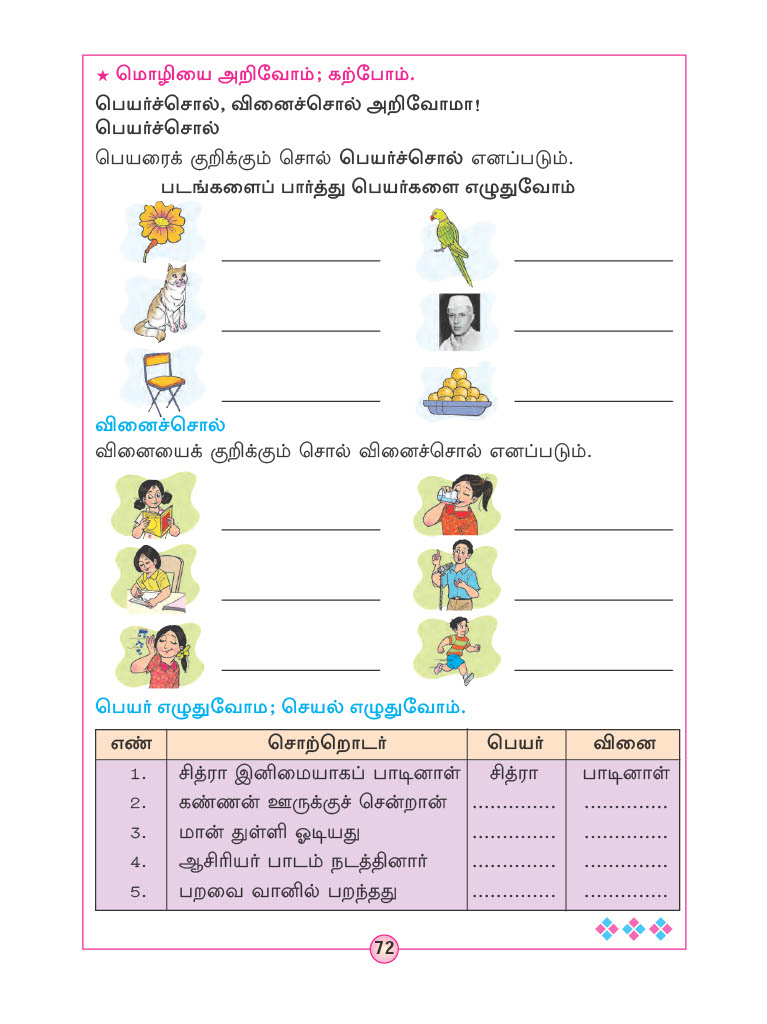 ★ மொழியை அறிவோம்; கற்போம்.
பெயர்ச்சொல், வினைச்சொல் அறிவோமா!
பெயர்ச்சொல்
பெயரைக் குறிக்கும் சொல் பெயர்ச்சொல் எனப்படும்.
படங்களைப் பார்த்து பெயர்களை எழுதுவோம்
வினைச்சொல்
வினையைக் குறிக்கும் சொல் வினைச்சொல் எனப்படும்.
பெயர் எழுதுவோம; செயல் எழுதுவோம்.
எண் சொற்றொடர் பெயர் வினை
1. சித்ரா இனிமையாகப் பாடினாள் சித்ரா பாடினாள்
2. கண்ணன் ஊருக்குச் சென்றான் .............. ..............
3. மான் துள்ளி ஓடியது .............. ..............
4. ஆசிரியர் பாடம் நடத்தினார் .............. ..............
5. பறவை வானில் பறந்தது .............. ..............
72